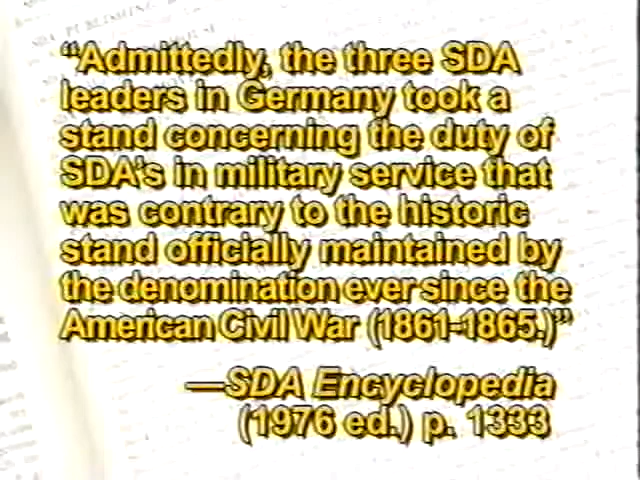 “Admittedly, the three SDA
leaders in Germany took a
stand concerning the duty of
SDA's in military service that
was contrary to the historic
stand officially maintained by
the denomination ever since the
American Civil War (1861-1865.)”
—SDA Encyclopedia
(1976 ed.) p. 1333